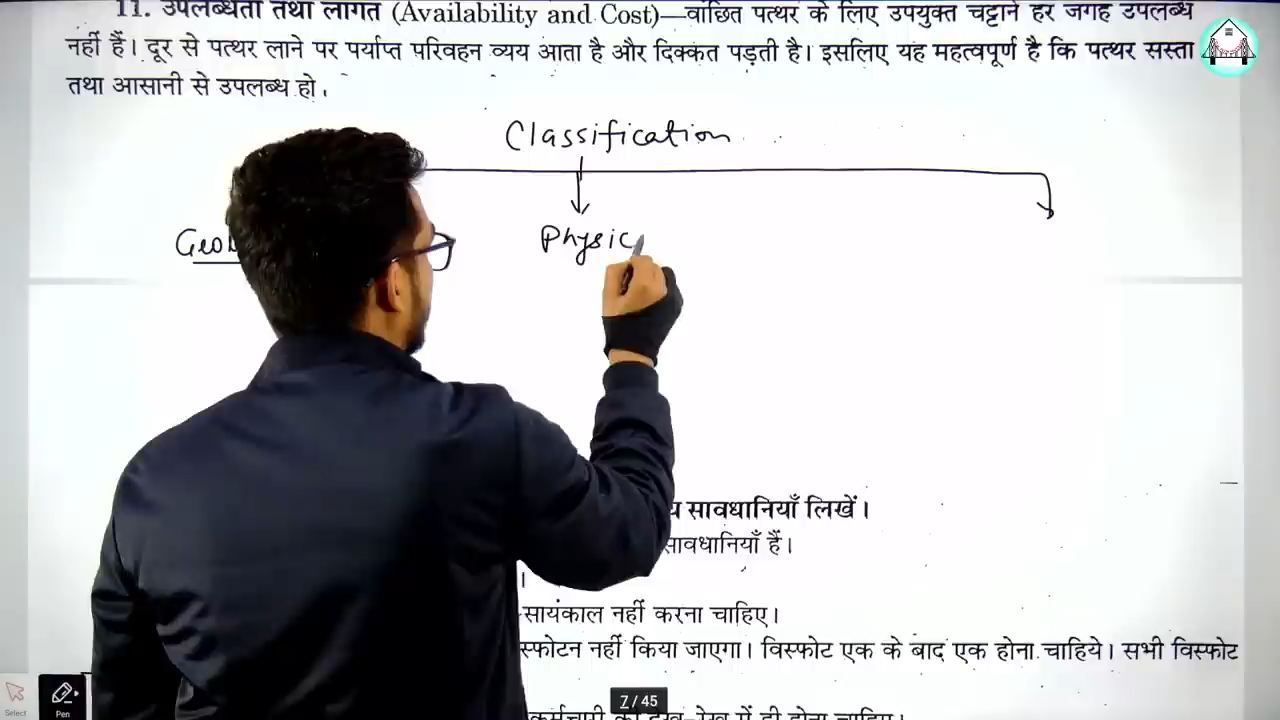 11. उपलब्धता तथा लागत (Availability and Cost)—वांछित पत्थर के लिए उपयुक्त चट्टाने हर जगह उपलब्ध
नहीं हैं। दूर से पत्थर लाने पर पर्याप्त परिवहन व्यय आता है और दिक्कत पड़ती है। इसलिए यह महत्वपूर्ण है कि पत्थर सस्ता
तथा आसानी से उपलब्ध हो।
Classification
Physic
सावधानियाँ लिखें।
सावधानियाँ हैं।
सायंकाल नहीं करना चाहिए।
नहीं किया जाएगा। विस्फोट एक के बाद एक होना चाहिये। सभी विस्फोट
में ही होना चाहिए।
Select
Pen
7 / 45